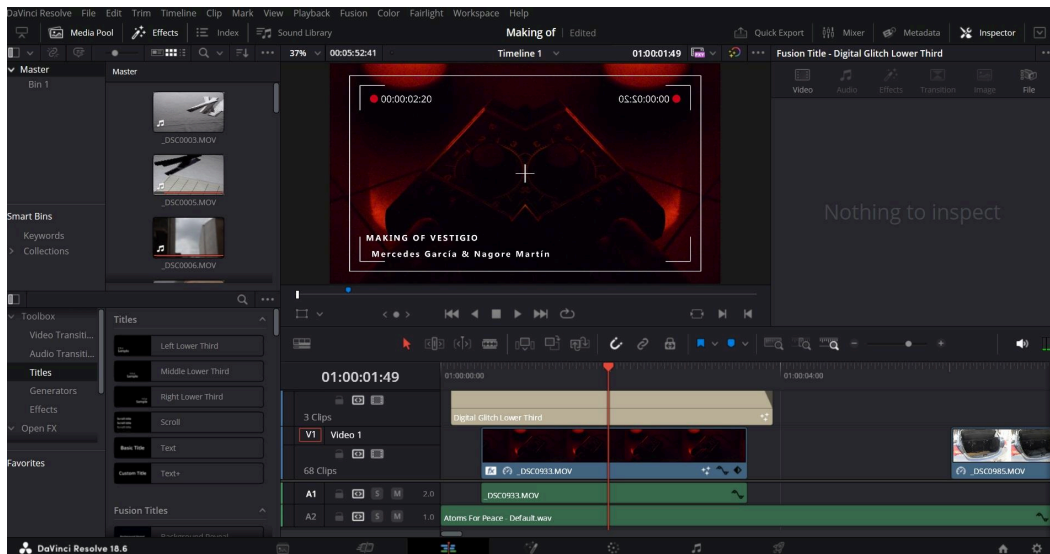 DaVinci Resolve File Edit Trim Timeline Clip Mark View Playback Fusion Color Fairlight Workspace Help
Media Pool Effects Index Sound Library Making of Edited Quick Export Mixer Metadata Inspector
37% 00:05:52:41 Timeline 1 01:00:01:49 Fusion Title - Digital Glitch Lower Third
Master
Bin 1
Master
_DSC0003.MOV
_DSC0005.MOV
_DSC0006.MOV
Smart Bins
Keywords
Collections
00:00:02:20
00:00:02:20
MAKING OF VESTIGIO
Mercedes García & Nagore Martín
Video Audio Effects Transition Image File
Nothing to inspect
Toolbox
Video Transiti...
Audio Transiti...
Titles
Generators
Effects
Open FX
Favorites
Titles
Left Lower Third
Middle Lower Third
Right Lower Third
Scroll
Basic Title Text
Custom Title Text+
Fusion Titles
Background Reveal
01:00:01:49 01:00:00:00 01:00:04:00
3 Clips Digital Glitch Lower Third
V1 Video 1
68 Clips _DSC0933.MOV _DSC0985.MOV
A1 S M 2.0 _DSC0933.MOV
A2 S M 1.0 Atoms For Peace - Default.wav
DaVinci Resolve 18.6